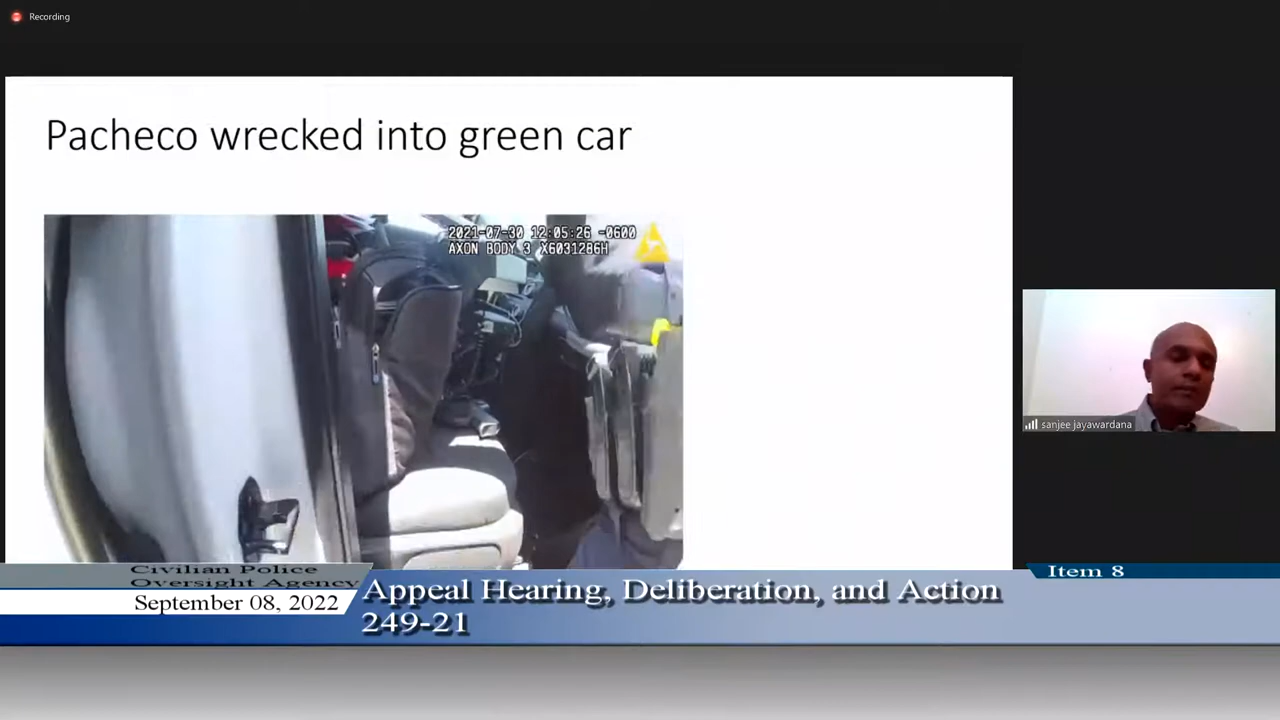 Recording
Pacheco wrecked into green car
2021-07-30 12:05:26 -0600
AXON BODY 3 X6031286H
sanjee jayawardana
Civilian Police
Oversight Agency
September 08, 2022
Appeal Hearing, Deliberation, and Action
249-21
Item 8